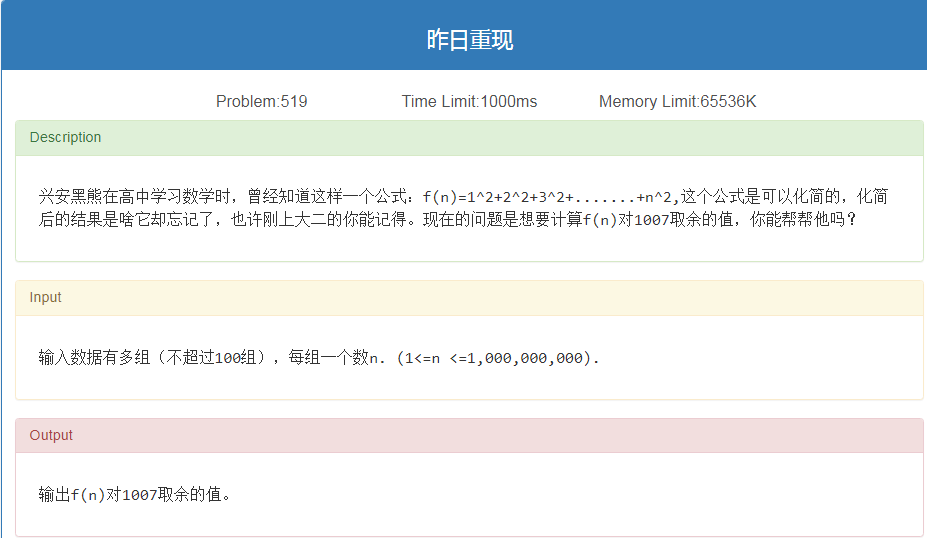 昨日重现
Problem:519 Time Limit:1000ms Memory Limit:65536K
Description
兴安黑熊在高中学习数学时，曾经知道这样一个公式：f(n)=1^2+2^2+3^2+.......+n^2,这个公式是可以化简的，化简
后的结果是啥它却忘记了，也许刚上大二的你能记得。现在的问题是想要计算f(n)对1007取余的值，你能帮帮他吗？
Input
输入数据有多组（不超过100组），每组一个数n. (1<=n <=1,000,000,000).
Output
输出f(n)对1007取余的值。